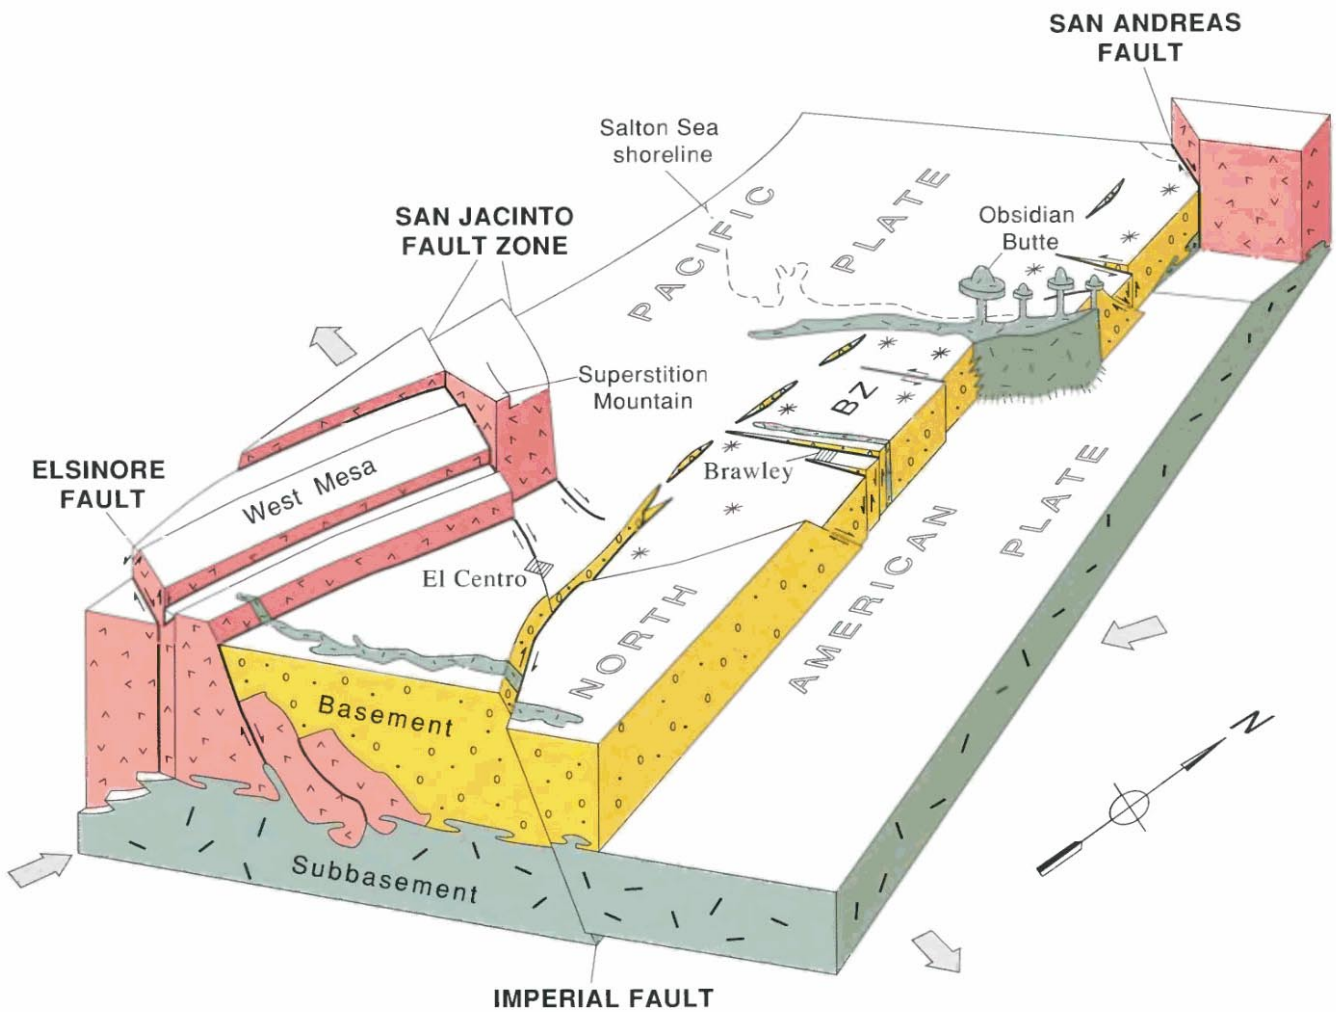 SAN ANDREAS
FAULT
Salton Sea
shoreline
PACIFIC
PLATE
Obsidian
Butte
SAN JACINTO
FAULT ZONE
Superstition
Mountain
BZ
ELSINORE
FAULT
West Mesa
Brawley
El Centro
NORTH
AMERICAN
PLATE
Basement
Subbasement
N
IMPERIAL FAULT